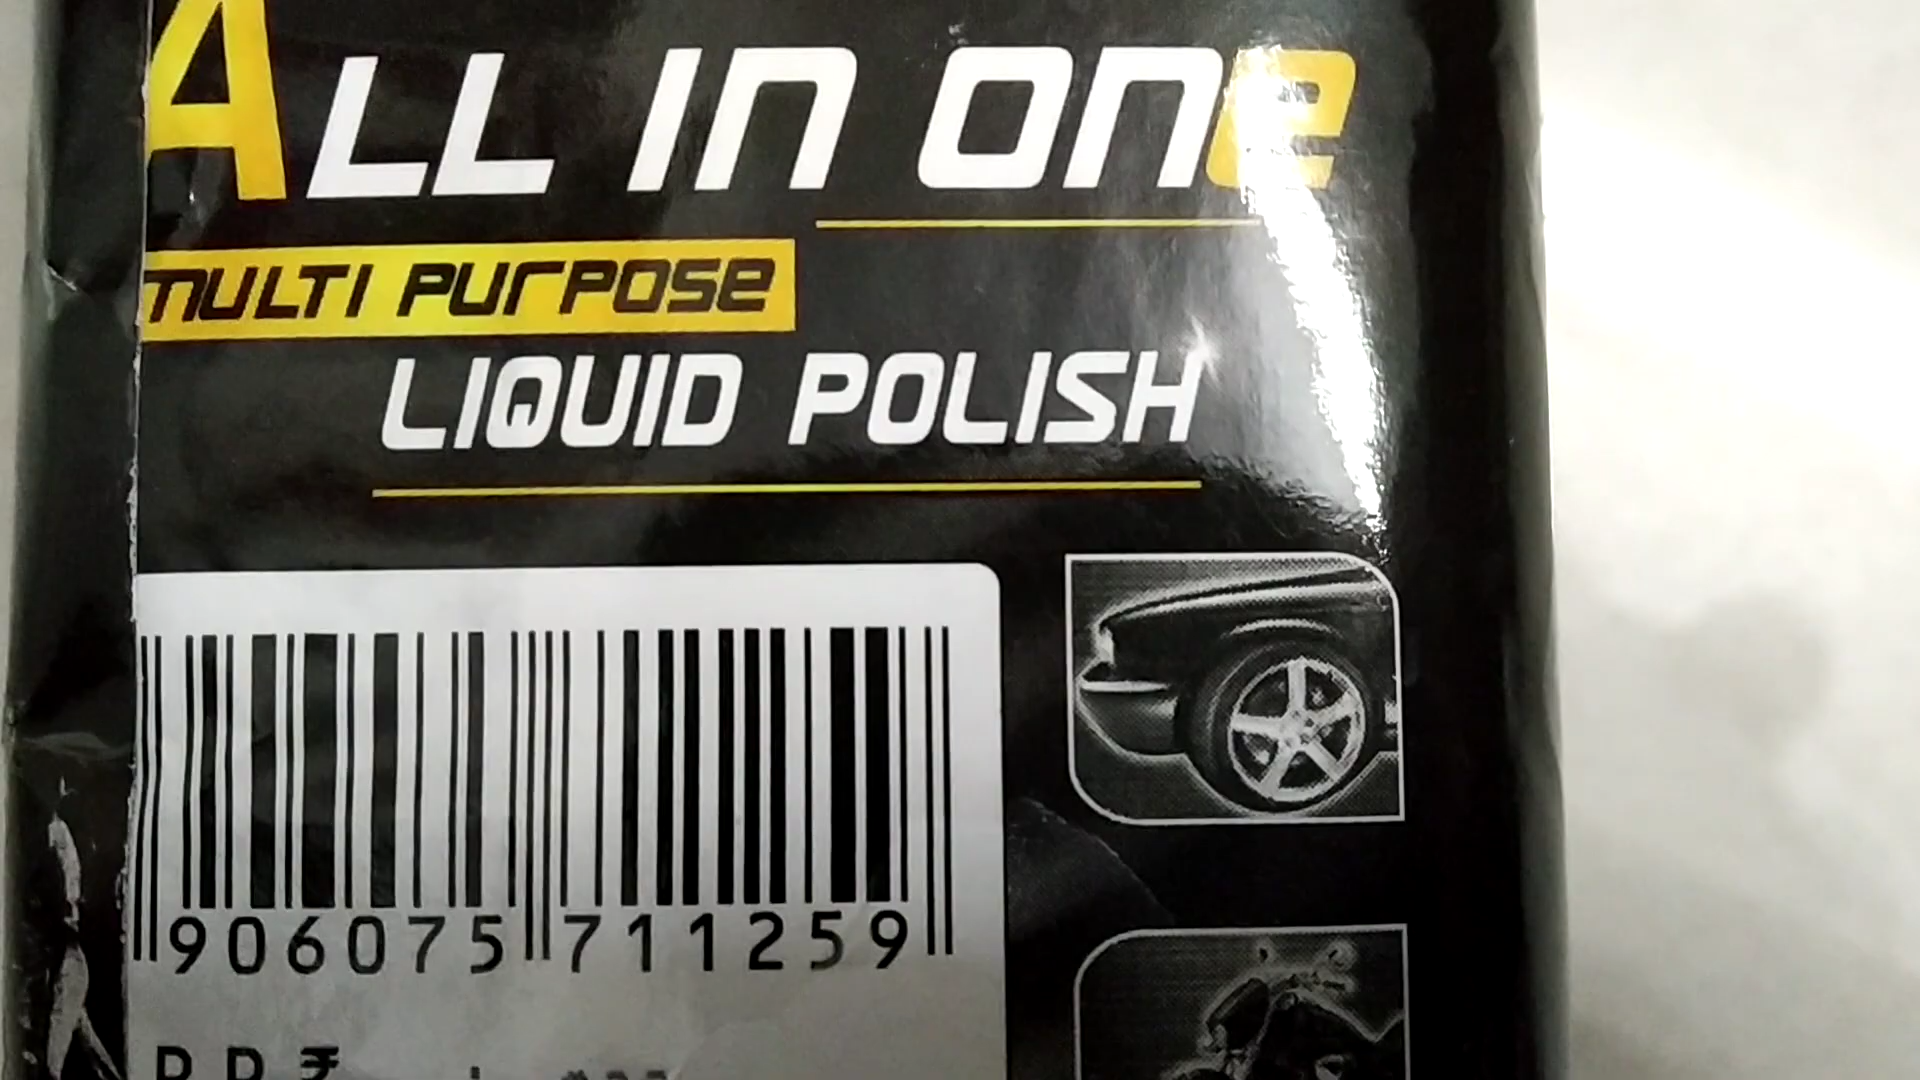 ALL IN ONE
MULTI PURPOSE
LIQUID POLISH
906075 711259
₹